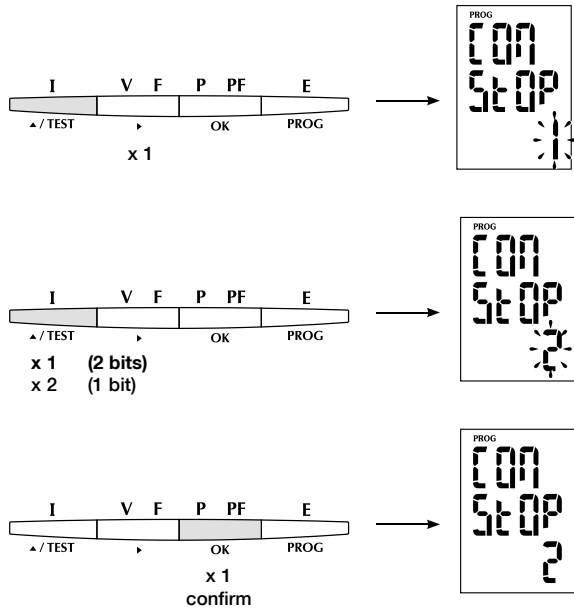 PROG
COM
StOP
1
I V F P PF E
▲ / TEST ▶ OK PROG
x 1
PROG
COM
StOP
2
I V F P PF E
▲ / TEST ▶ OK PROG
x 1 (2 bits)
x 2 (1 bit)
PROG
COM
StOP
2
I V F P PF E
▲ / TEST ▶ OK PROG
x 1
confirm